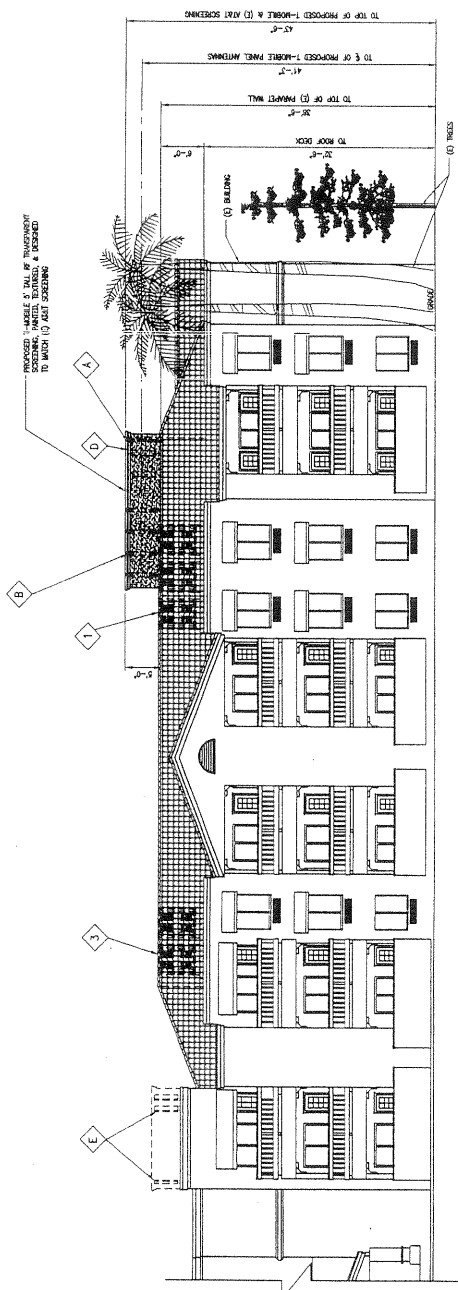 TO TOP OF PROPOSED T-MOBILE & (E) AT&T SCREENING
43'-6"
TO ℄ OF PROPOSED T-MOBILE PANEL ANTENNAS
41'-3"
TO TOP OF (E) PARAPET WALL
38'-6"
6'-0"
TO ROOF DECK
32'-6"
(E) BUILDING
(E) TREES
GRADE
PROPOSED T-MOBILE 5' TALL RF TRANSPARENT
SCREENING, PAINTED, TEXTURED, & DESIGNED
TO MATCH (E) AT&T SCREENING
A
D
B
1
5'-0"
3
E